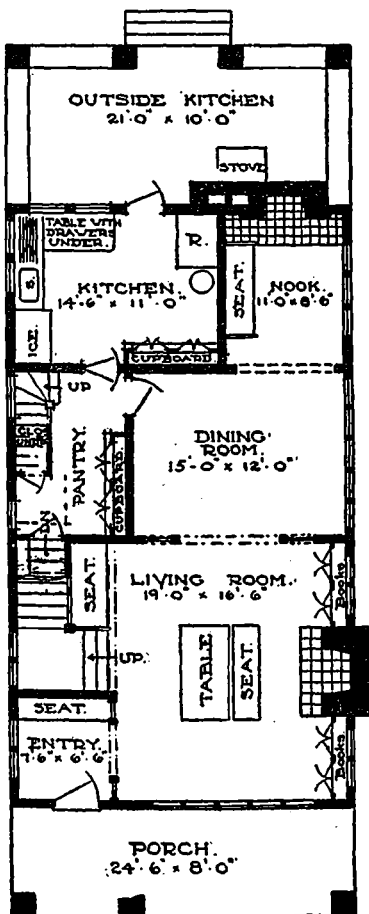 OUTSIDE KITCHEN
21'-0" x 10'-0"
STOVE
TABLE WITH
DRAWERS
UNDER.
R.
S.
KITCHEN.
14'-6" x 11'-0"
SEAT.
NOOK.
11'-0" x 8'-6"
ICE.
CUPBOARD
UP
DINING
ROOM.
15'-0" x 12'-0"
PANTRY.
CUPBOARD.
DN
SEAT.
LIVING ROOM.
19'-0" x 16'-6"
Books
UP.
TABLE
SEAT.
SEAT.
ENTRY.
7'-6" x 6'-6"
Books
PORCH.
24'-6" x 8'-0"